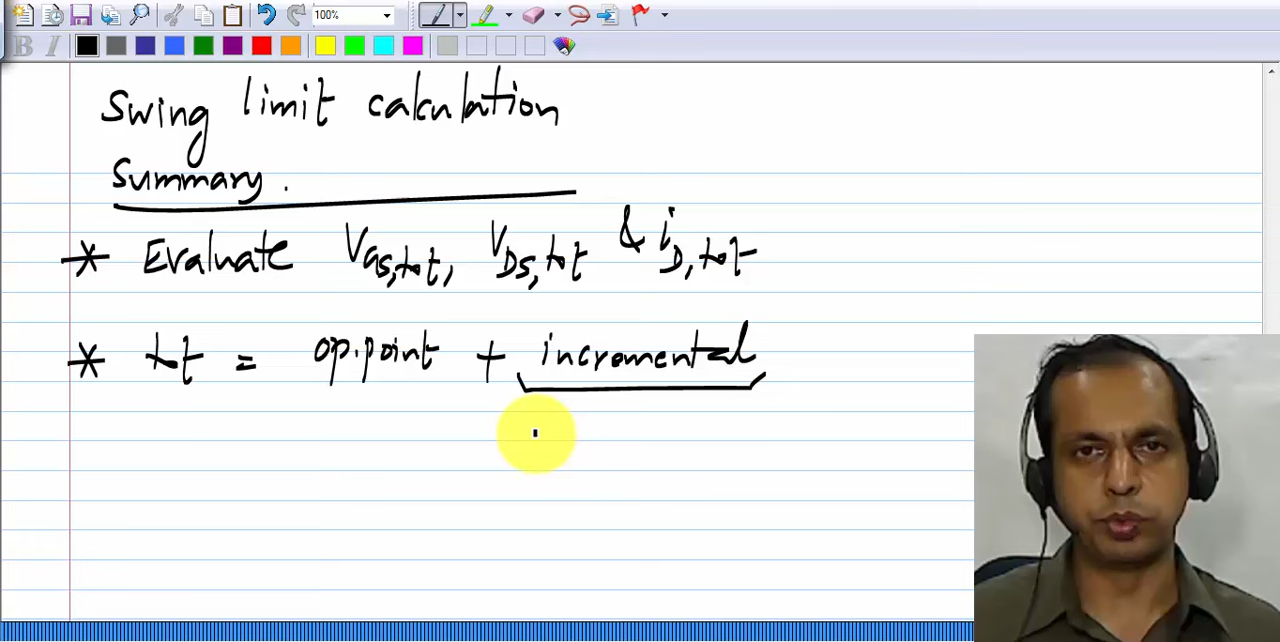 100%
B I
Swing limit calculation
Summary.
* Evaluate VGS,tot, VDS,tot & iD,tot
* tot = op.point + incremental